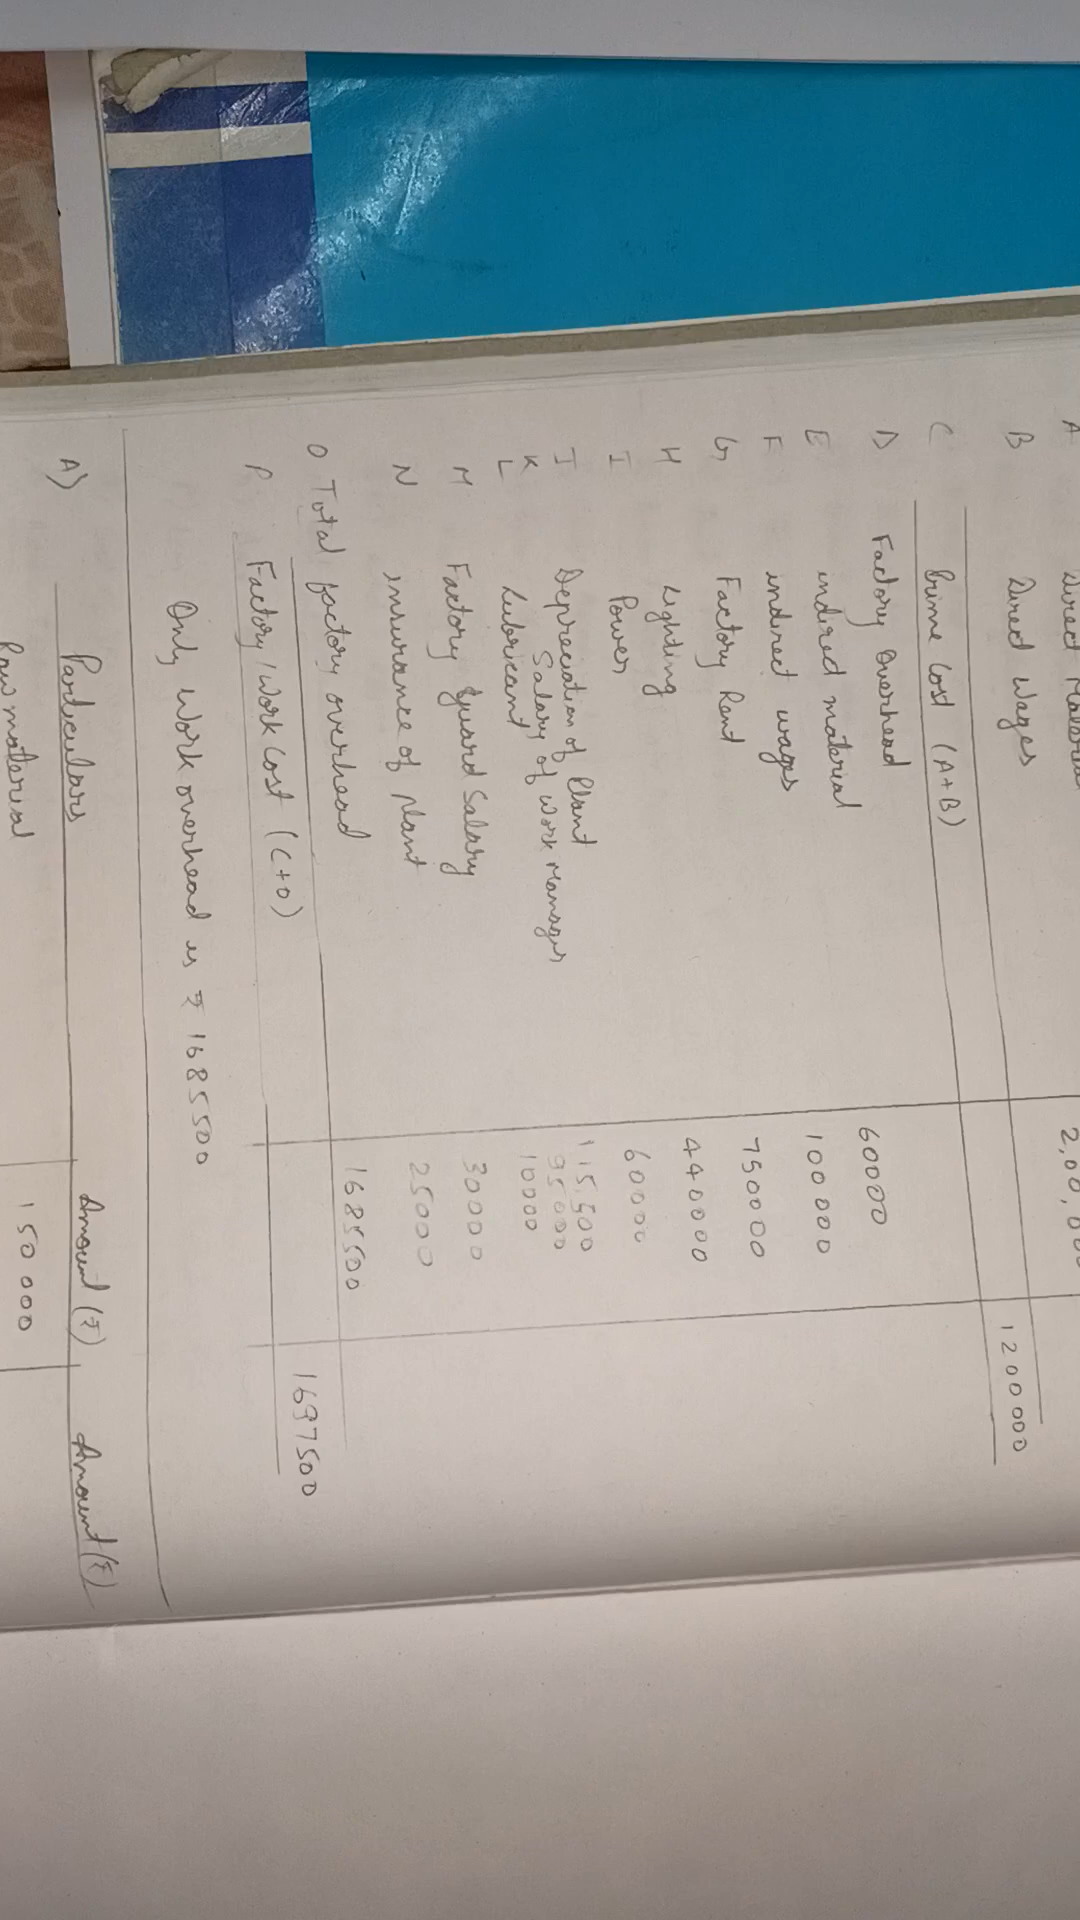 A Direct Material 2,00,000
B Direct Wages
C Prime Cost (A+B) 1200000
D Factory Overhead
E indirect material 60000
F indirect wages 100000
G Factory Rent 750000
H Lighting 440000
I Power 60000
J Depreciation of Plant 115500
K Salary of Work Manager 95000
L Lubricant 10000
M Factory guard Salary 30000
N insurance of Plant 25000
O Total factory overhead 1685500
P Factory/Work Cost (C+O) 1697500
Only Work overhead is ₹ 1685500
A) Particulars Amount (₹) Amount (₹)
Raw material 150000